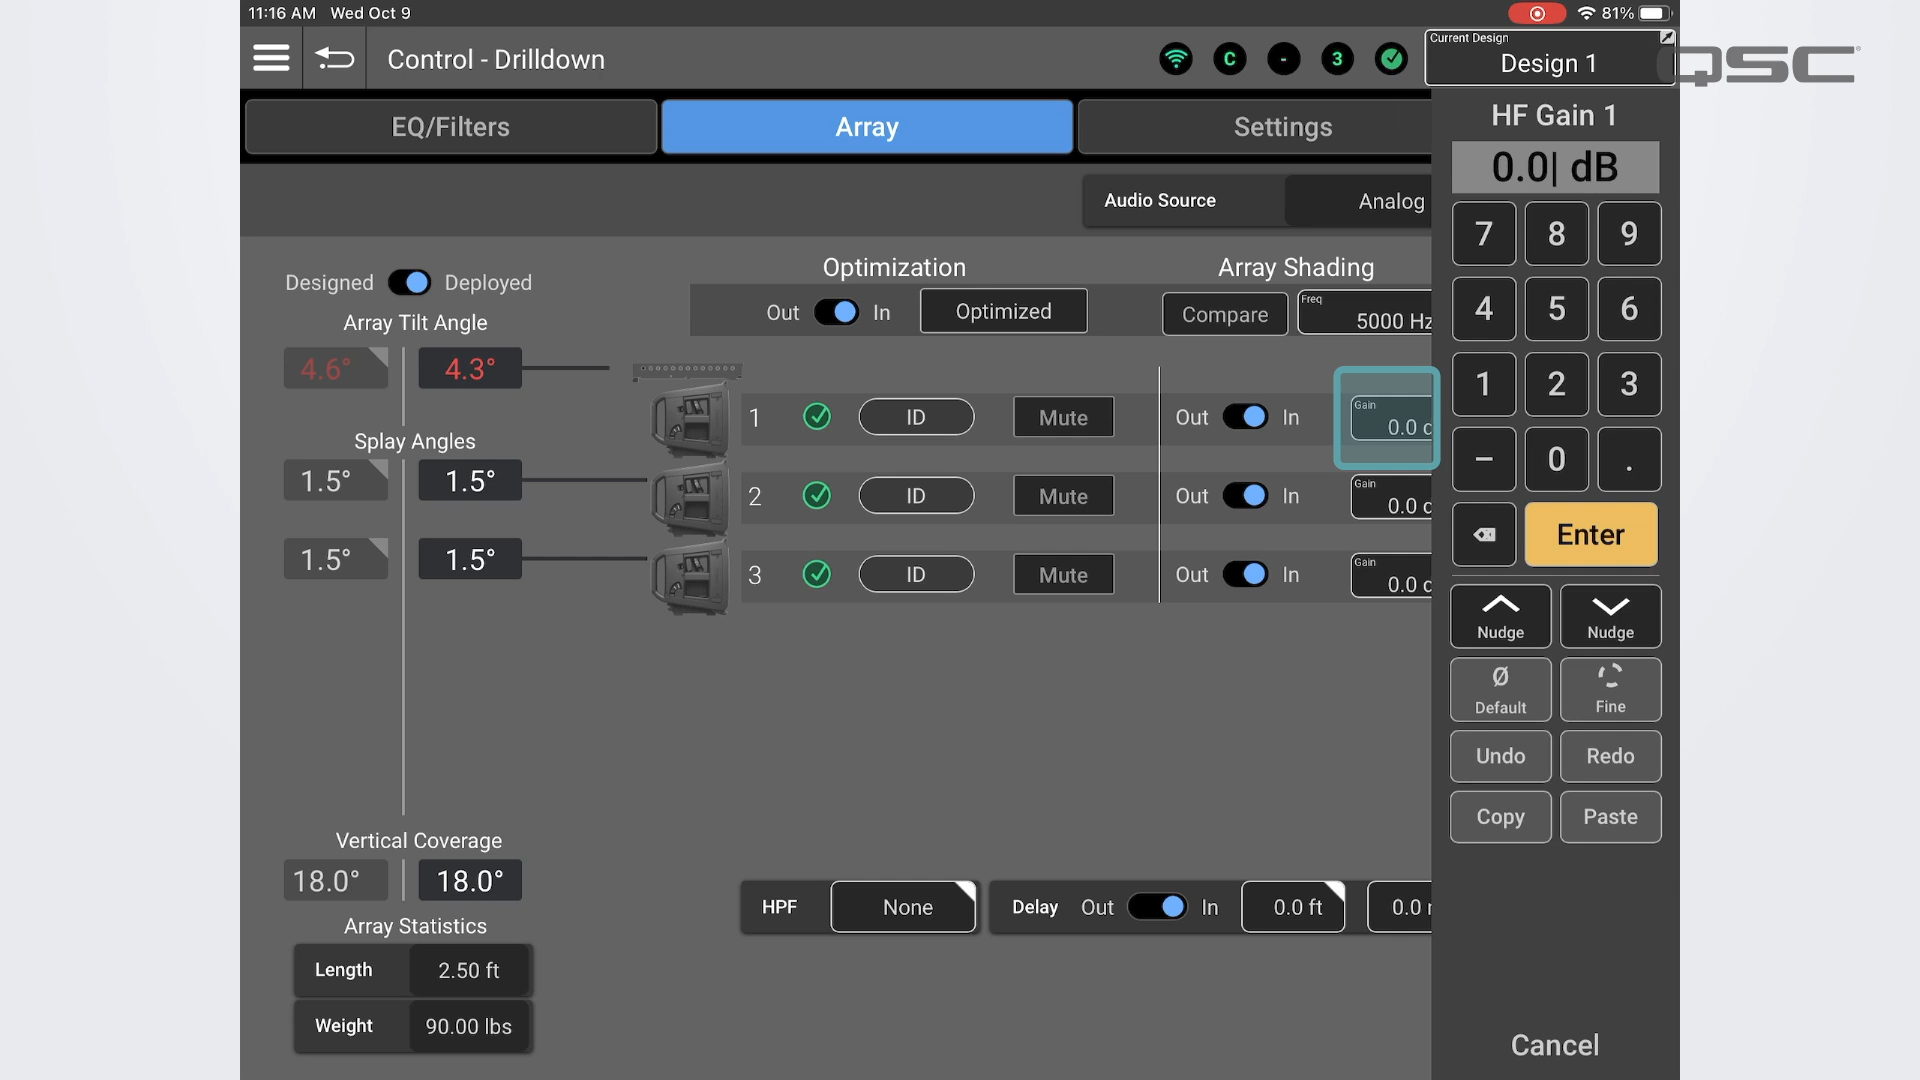 11:16 AM Wed Oct 9
81%
Control - Drilldown
C
-
3
Current Design
Design 1
QSC
EQ/Filters
Array
Settings
HF Gain 1
0.0 dB
Audio Source
Analog
Optimization
Array Shading
Designed
Deployed
Out
In
Optimized
Compare
Freq
5000 Hz
Array Tilt Angle
4.6°
4.3°
1
ID
Mute
Out
In
Gain
0.0
Splay Angles
1.5°
1.5°
2
ID
Mute
Out
In
Gain
0.0
1.5°
1.5°
3
ID
Mute
Out
In
Gain
0.0
Vertical Coverage
18.0°
18.0°
HPF
None
Delay
Out
In
0.0 ft
0.0
Array Statistics
Length
2.50 ft
Weight
90.00 lbs
7 8 9
4 5 6
1 2 3
− 0 .
Enter
Nudge
Nudge
Ø
Default
Fine
Undo
Redo
Copy
Paste
Cancel